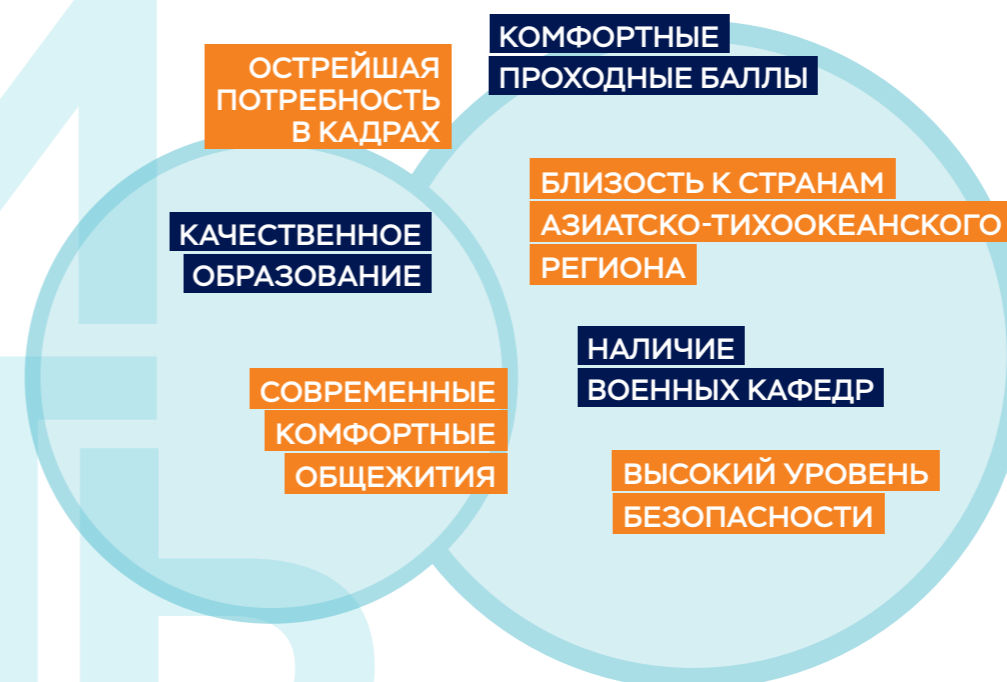 ОСТРЕЙШАЯ
ПОТРЕБНОСТЬ
В КАДРАХ
КОМФОРТНЫЕ
ПРОХОДНЫЕ БАЛЛЫ
КАЧЕСТВЕННОЕ
ОБРАЗОВАНИЕ
БЛИЗОСТЬ К СТРАНАМ
АЗИАТСКО-ТИХООКЕАНСКОГО
РЕГИОНА
СОВРЕМЕННЫЕ
КОМФОРТНЫЕ
ОБЩЕЖИТИЯ
НАЛИЧИЕ
ВОЕННЫХ КАФЕДР
ВЫСОКИЙ УРОВЕНЬ
БЕЗОПАСНОСТИ